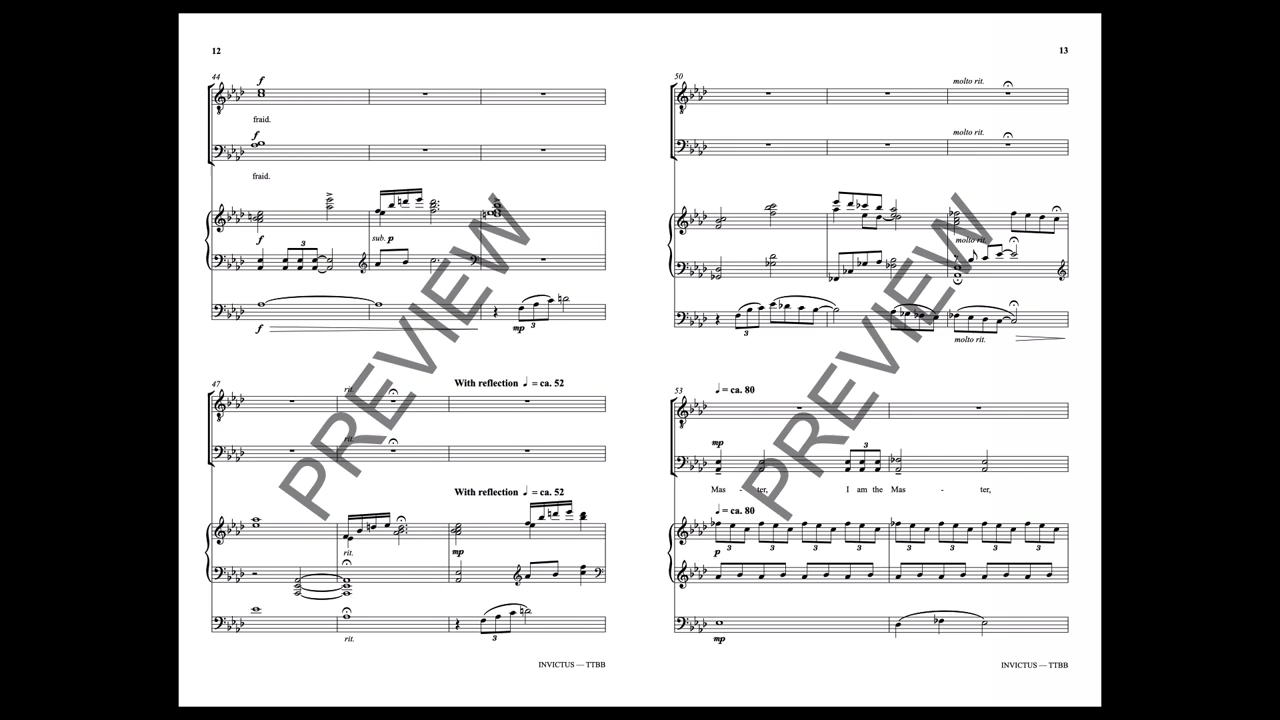 12
44
f
fraid.
f
fraid.
f
3
sub. p
f
mp
3
47
rit.
With reflection ♩ = ca. 52
rit.
With reflection ♩ = ca. 52
rit.
mp
rit.
3
INVICTUS — TTBB
PREVIEW
13
50
molto rit.
molto rit.
molto rit.
3
molto rit.
53
♩ = ca. 80
mp
3
Mas - ter, I am the Mas - ter,
♩ = ca. 80
p
3 3 3 3 3 3 3 3
mp
INVICTUS — TTBB
PREVIEW